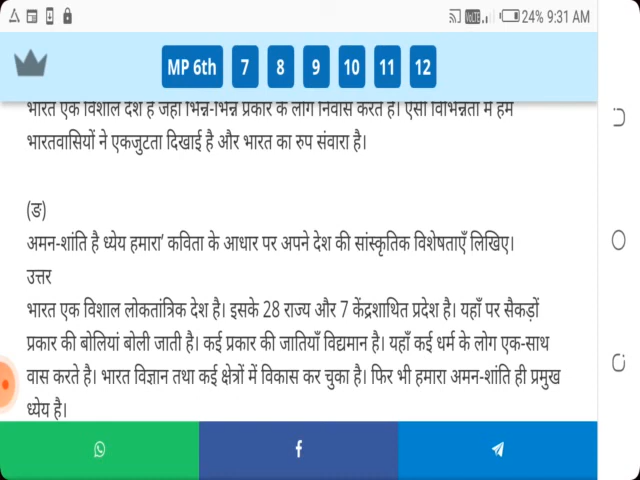 24% 9:31 AM
MP 6th 7 8 9 10 11 12
भारत एक विशाल देश है जहाँ भिन्न-भिन्न प्रकार के लोग निवास करते हैं। ऐसी विभिन्नता में हम
भारतवासियों ने एकजुटता दिखाई है और भारत का रुप संवारा है।
(ङ)
अमन-शांति है ध्येय हमारा’ कविता के आधार पर अपने देश की सांस्कृतिक विशेषताएँ लिखिए।
उत्तर
भारत एक विशाल लोकतांत्रिक देश है। इसके 28 राज्य और 7 केंद्रशाथित प्रदेश है। यहाँ पर सैकड़ों
प्रकार की बोलियां बोली जाती है। कई प्रकार की जातियाँ विद्यमान है। यहाँ कई धर्म के लोग एक-साथ
वास करते है। भारत विज्ञान तथा कई क्षेत्रों में विकास कर चुका है। फिर भी हमारा अमन-शांति ही प्रमुख
ध्येय है।